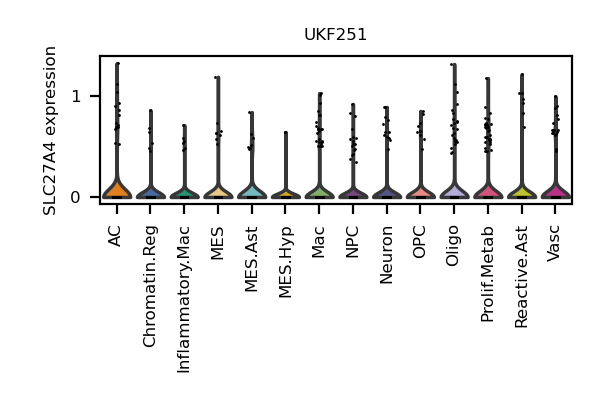 UKF251
SLC27A4 expression
1
0
AC
Chromatin.Reg
Inflammatory.Mac
MES
MES.Ast
MES.Hyp
Mac
NPC
Neuron
OPC
Oligo
Prolif.Metab
Reactive.Ast
Vasc